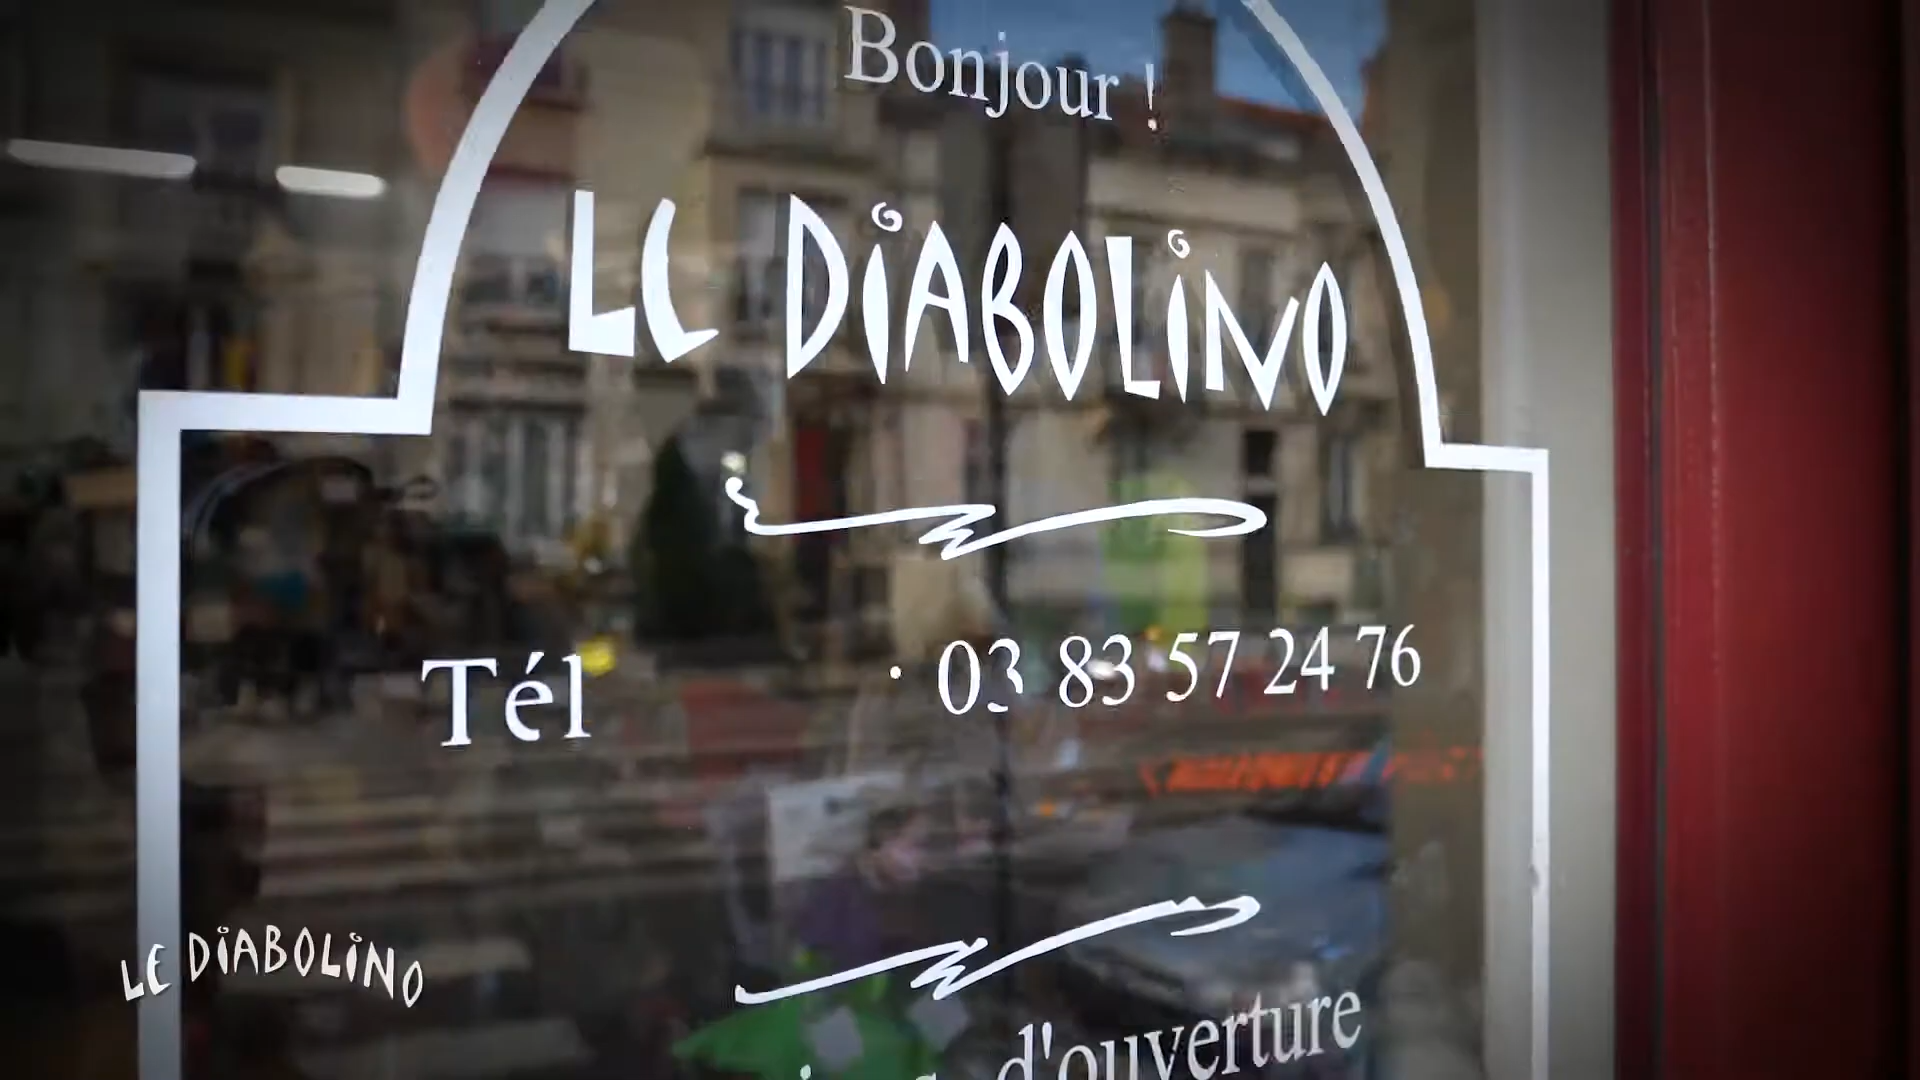 Bonjour !
LE DiABOLiNO
Tél : 03 83 57 24 76
d'ouverture
LE DiABOLiNO